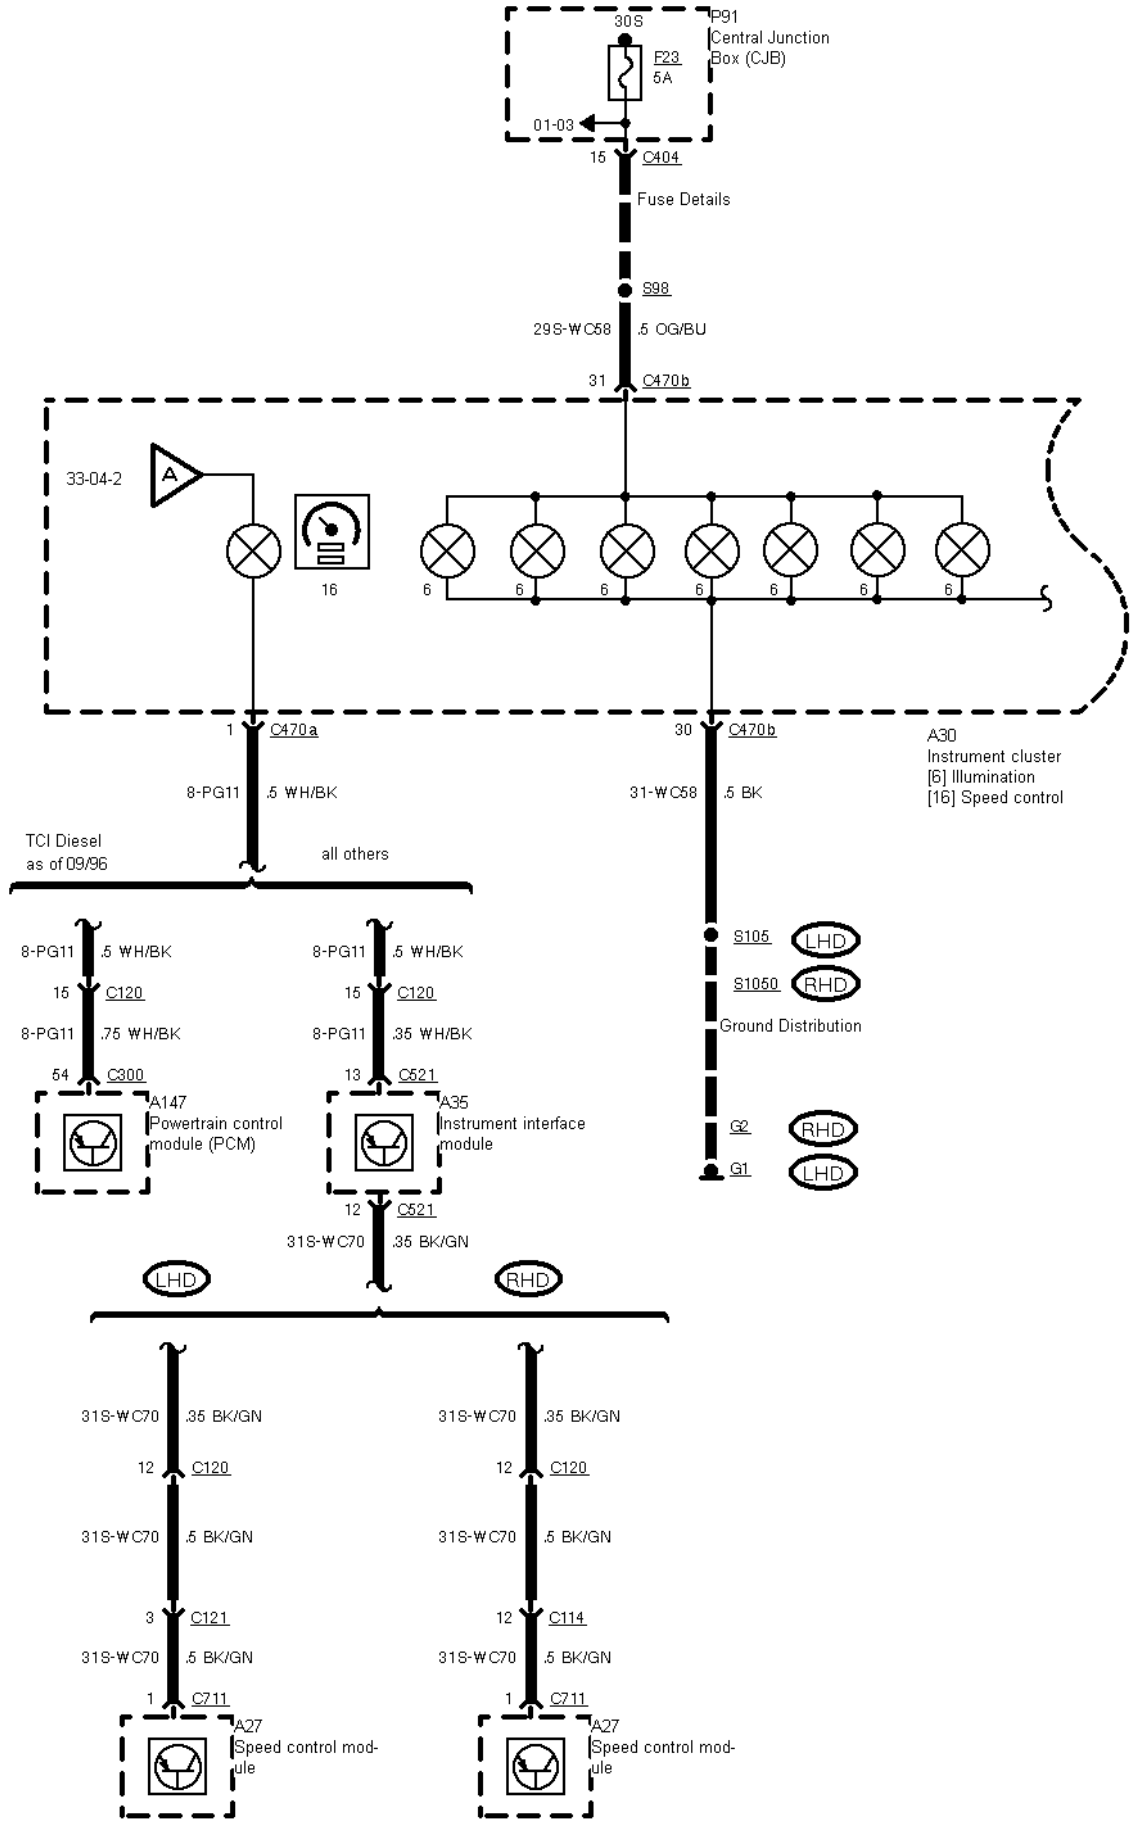 30S
P91
Central Junction
Box (CJB)
F23
5A
01-03
15 C404
Fuse Details
S98
29S-WC58 .5 OG/BU
31 C470b
33-04-2
A
16
6 6 6 6 6 6 6
1 C470a
30 C470b
A30
Instrument cluster
[6] Illumination
[16] Speed control
8-PG11 .5 WH/BK
31-WC58 .5 BK
TCI Diesel
as of 09/96
all others
8-PG11 .5 WH/BK
8-PG11 .5 WH/BK
S105 LHD
S1050 RHD
15 C120
15 C120
Ground Distribution
8-PG11 .75 WH/BK
8-PG11 .35 WH/BK
54 C300
13 C521
A147
Powertrain control
module (PCM)
A35
Instrument interface
module
G2 RHD
G1 LHD
12 C521
31S-WC70 .35 BK/GN
LHD
RHD
31S-WC70 .35 BK/GN
31S-WC70 .35 BK/GN
12 C120
12 C120
31S-WC70 .5 BK/GN
31S-WC70 .5 BK/GN
3 C121
12 C114
31S-WC70 .5 BK/GN
31S-WC70 .5 BK/GN
1 C711
1 C711
A27
Speed control mod-
ule
A27
Speed control mod-
ule